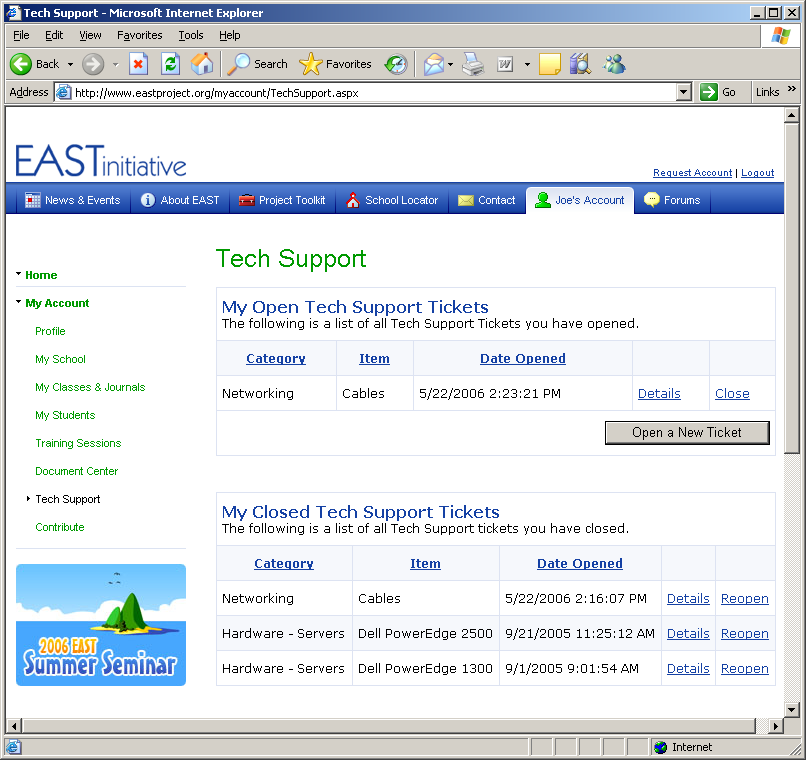 Tech Support - Microsoft Internet Explorer
File Edit View Favorites Tools Help
Back Search Favorites
Address http://www.eastproject.org/myaccount/TechSupport.aspx Go Links »
EASTinitiative
Request Account | Logout
News & Events About EAST Project Toolkit School Locator Contact Joe's Account Forums
Tech Support
Home
My Account
Profile
My School
My Classes & Journals
My Students
Training Sessions
Document Center
Tech Support
Contribute
2006 EAST
Summer Seminar
My Open Tech Support Tickets
The following is a list of all Tech Support Tickets you have opened.
Category Item Date Opened
Networking Cables 5/22/2006 2:23:21 PM Details Close
Open a New Ticket
My Closed Tech Support Tickets
The following is a list of all Tech Support tickets you have closed.
Category Item Date Opened
Networking Cables 5/22/2006 2:16:07 PM Details Reopen
Hardware - Servers Dell PowerEdge 2500 9/21/2005 11:25:12 AM Details Reopen
Hardware - Servers Dell PowerEdge 1300 9/1/2005 9:01:54 AM Details Reopen
Internet